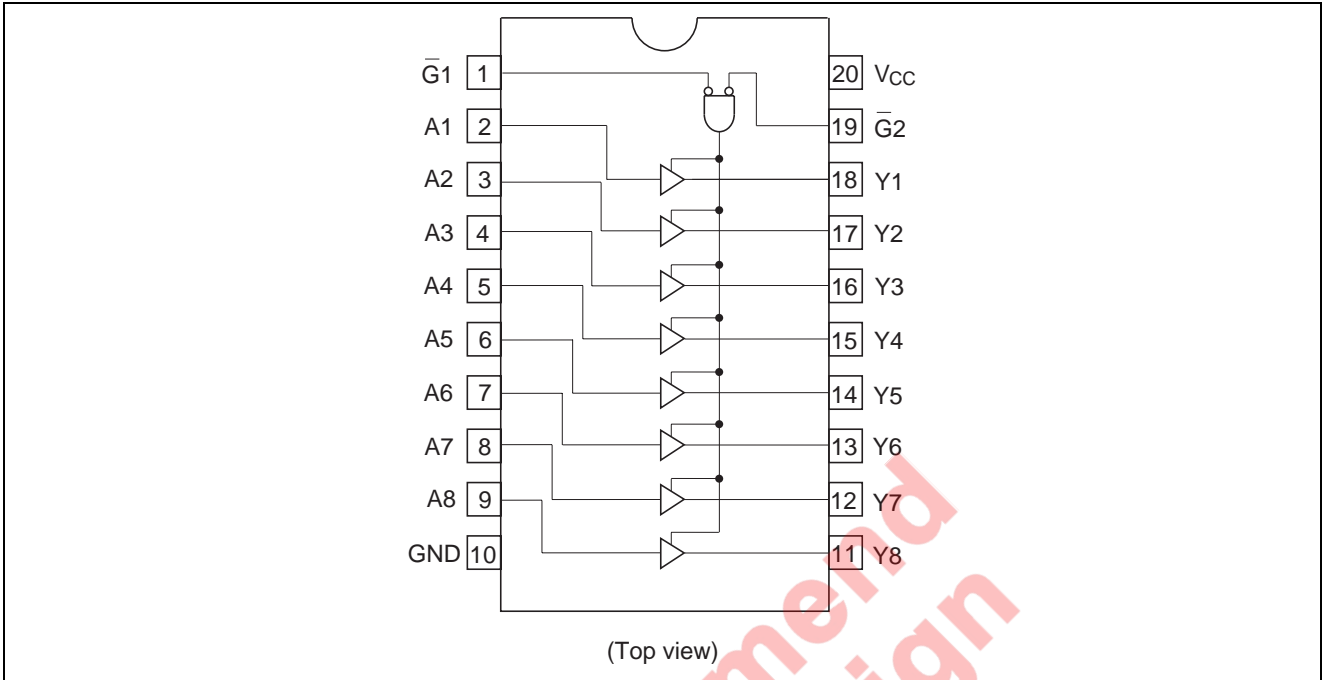 G̅1 1 20 VCC
A1 2 19 G̅2
A2 3 18 Y1
A3 4 17 Y2
A4 5 16 Y3
A5 6 15 Y4
A6 7 14 Y5
A7 8 13 Y6
A8 9 12 Y7
GND 10 11 Y8
(Top view)